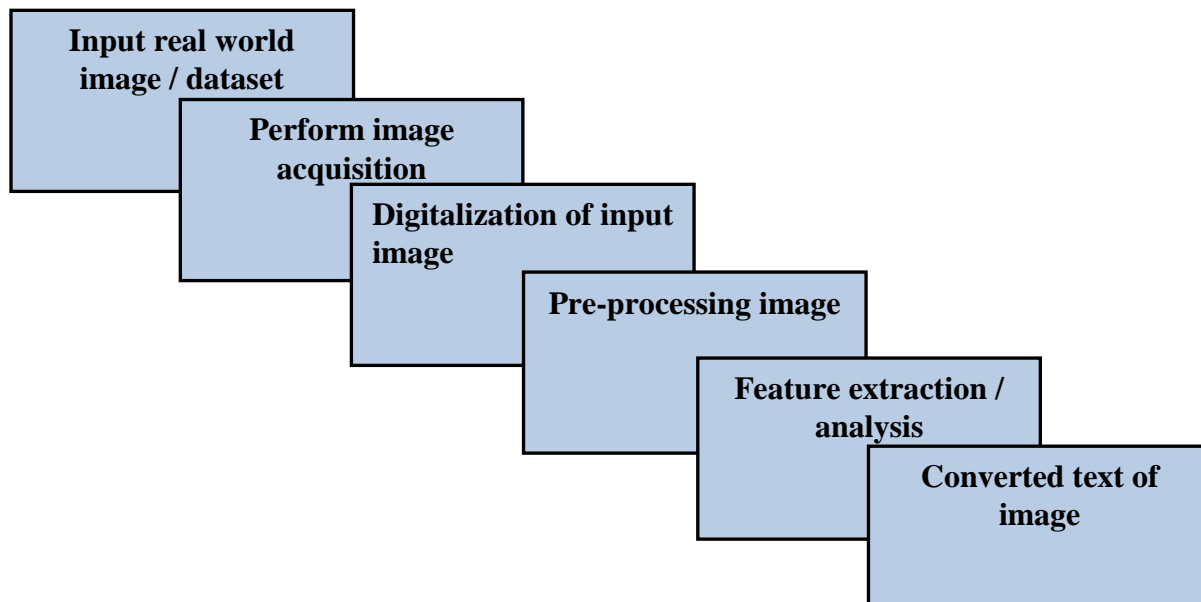 Input real world
image / dataset
Perform image
acquisition
Digitalization of input
image
Pre-processing image
Feature extraction /
analysis
Converted text of
image